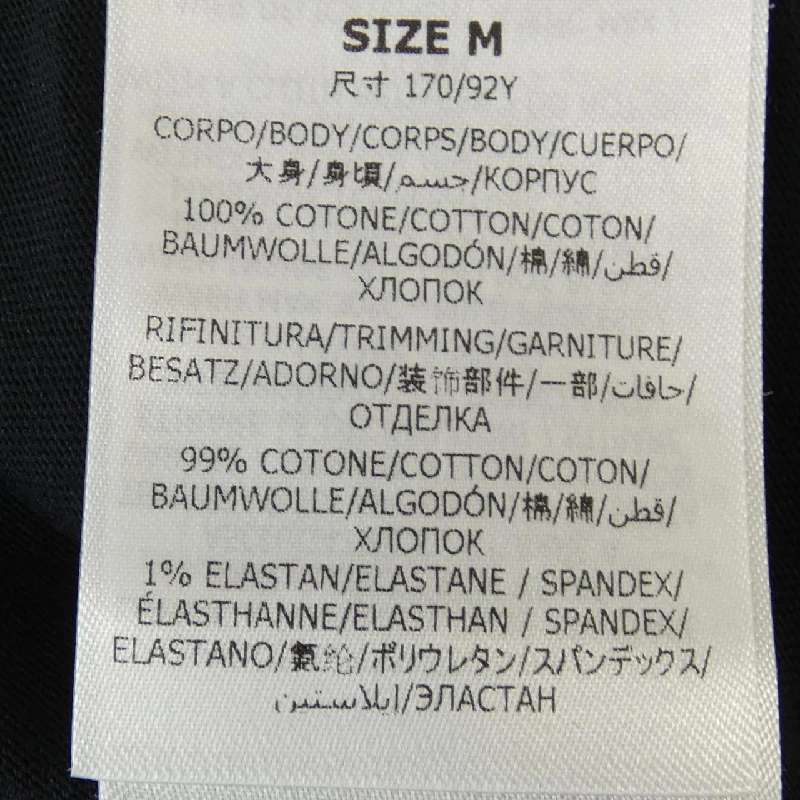 SIZE M
尺寸 170/92Y
CORPO/BODY/CORPS/BODY/CUERPO/
大身/身頃/جسم/КОРПУС
100% COTONE/COTTON/COTON/
BAUMWOLLE/ALGODÓN/棉/綿/قطن/
ХЛОПОК
RIFINITURA/TRIMMING/GARNITURE/
BESATZ/ADORNO/装饰部件/一部/حافات/
ОТДЕЛКА
99% COTONE/COTTON/COTON/
BAUMWOLLE/ALGODÓN/棉/綿/قطن/
ХЛОПОК
1% ELASTAN/ELASTANE / SPANDEX/
ÉLASTHANNE/ELASTHAN / SPANDEX/
ELASTANO/氨纶/ポリウレタン/スパンデックス/
إيلاستين/ЭЛАСТАН